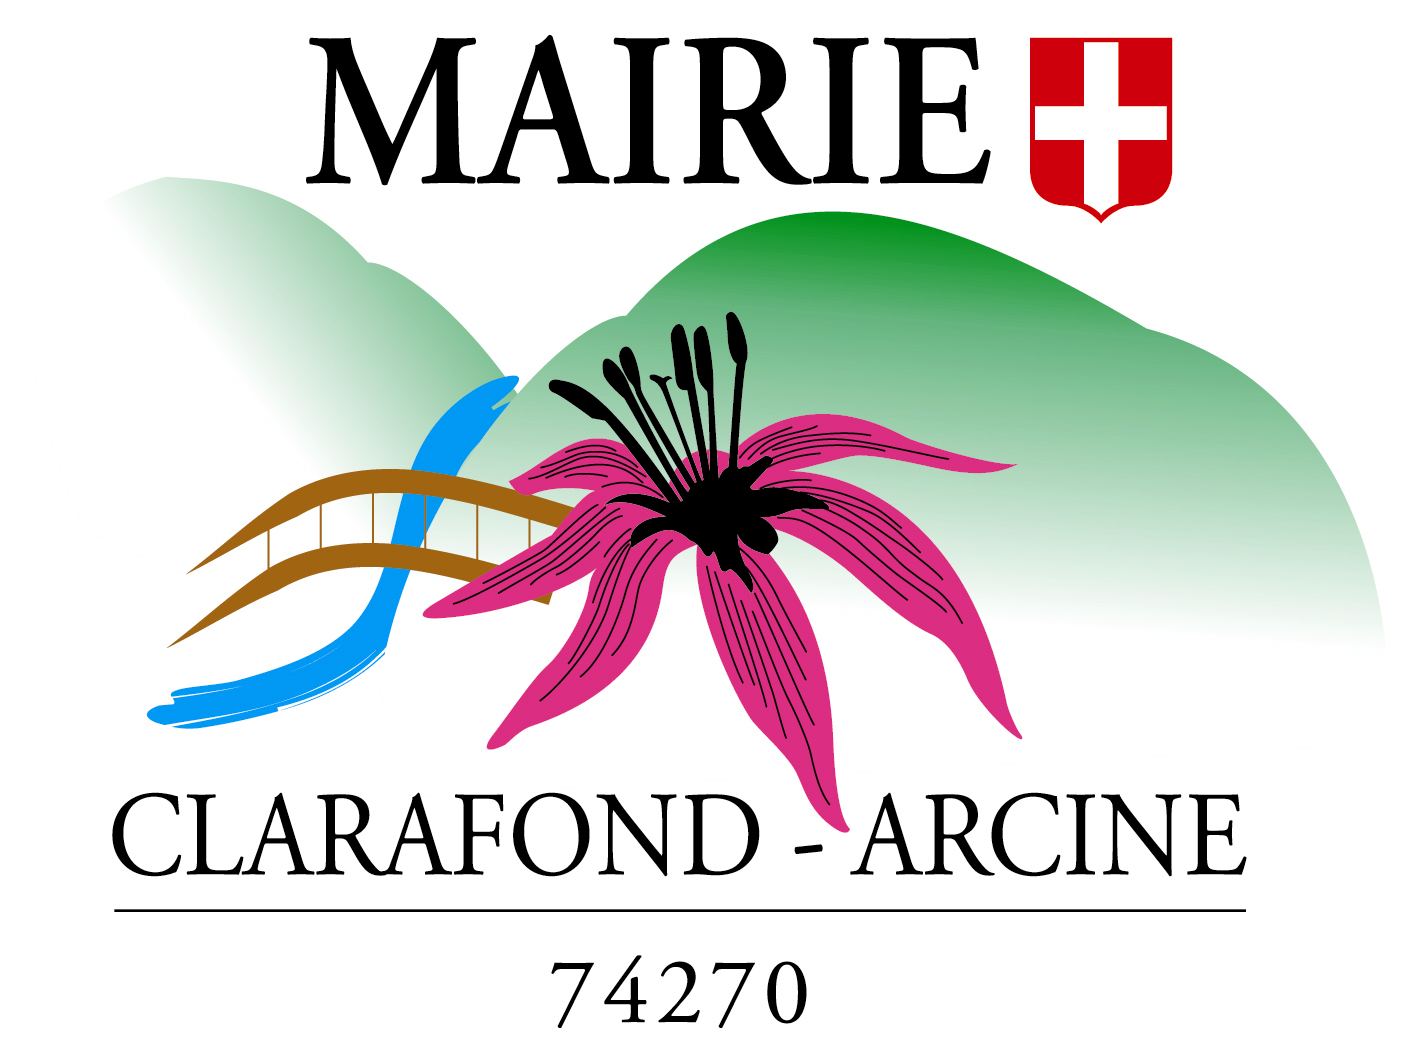 MAIRIE
CLARAFOND - ARCINE
74270